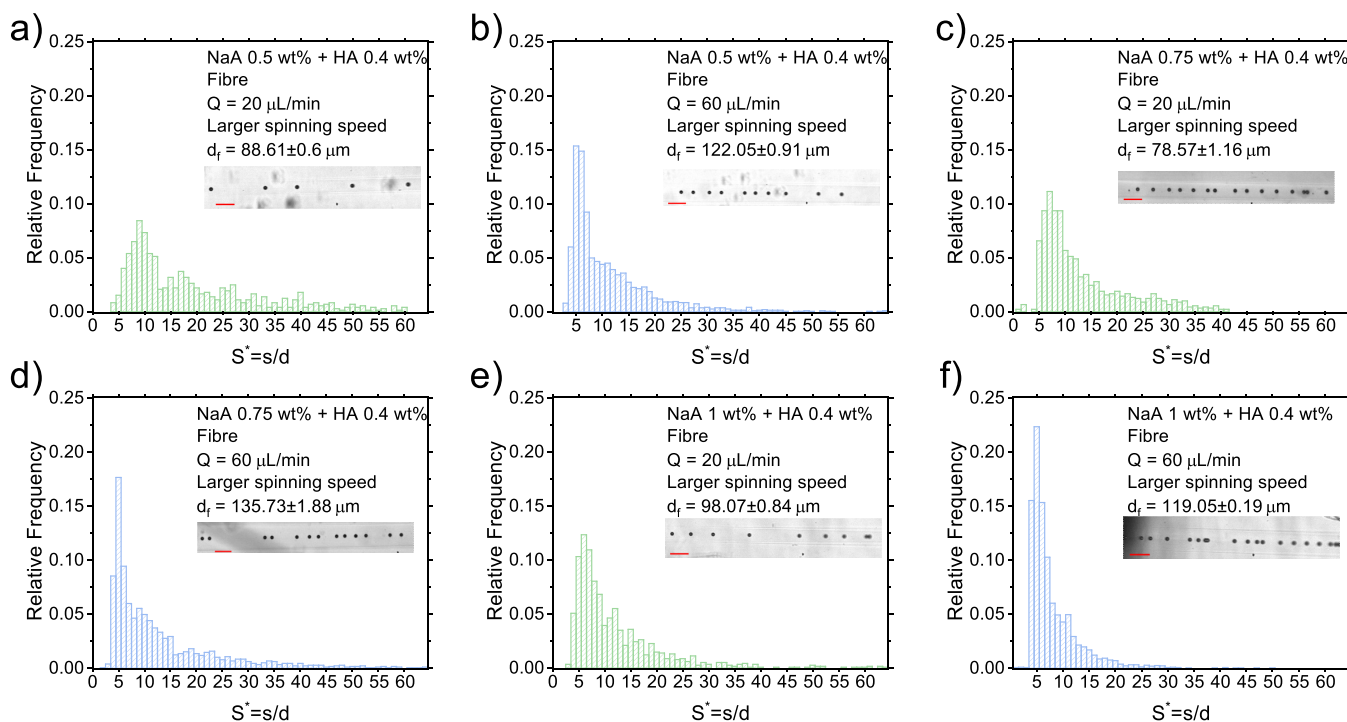 a)
0.25
0.20
0.15
0.10
0.05
0.00
Relative Frequency
NaA 0.5 wt% + HA 0.4 wt%
Fibre
Q = 20 μL/min
Larger spinning speed
df = 88.61±0.6 μm
0 5 10 15 20 25 30 35 40 45 50 55 60
S*=s/d
b)
0.25
0.20
0.15
0.10
0.05
0.00
Relative Frequency
NaA 0.5 wt% + HA 0.4 wt%
Fibre
Q = 60 μL/min
Larger spinning speed
df = 122.05±0.91 μm
5 10 15 20 25 30 35 40 45 50 55 60
S*=s/d
c)
0.25
0.20
0.15
0.10
0.05
0.00
Relative Frequency
NaA 0.75 wt% + HA 0.4 wt%
Fibre
Q = 20 μL/min
Larger spinning speed
df = 78.57±1.16 μm
0 5 10 15 20 25 30 35 40 45 50 55 60
S*=s/d
d)
0.25
0.20
0.15
0.10
0.05
0.00
Relative Frequency
NaA 0.75 wt% + HA 0.4 wt%
Fibre
Q = 60 μL/min
Larger spinning speed
df = 135.73±1.88 μm
0 5 10 15 20 25 30 35 40 45 50 55 60
S*=s/d
e)
0.25
0.20
0.15
0.10
0.05
0.00
Relative Frequency
NaA 1 wt% + HA 0.4 wt%
Fibre
Q = 20 μL/min
Larger spinning speed
df = 98.07±0.84 μm
0 5 10 15 20 25 30 35 40 45 50 55 60
S*=s/d
f)
0.25
0.20
0.15
0.10
0.05
0.00
Relative Frequency
NaA 1 wt% + HA 0.4 wt%
Fibre
Q = 60 μL/min
Larger spinning speed
df = 119.05±0.19 μm
5 10 15 20 25 30 35 40 45 50 55 60
S*=s/d